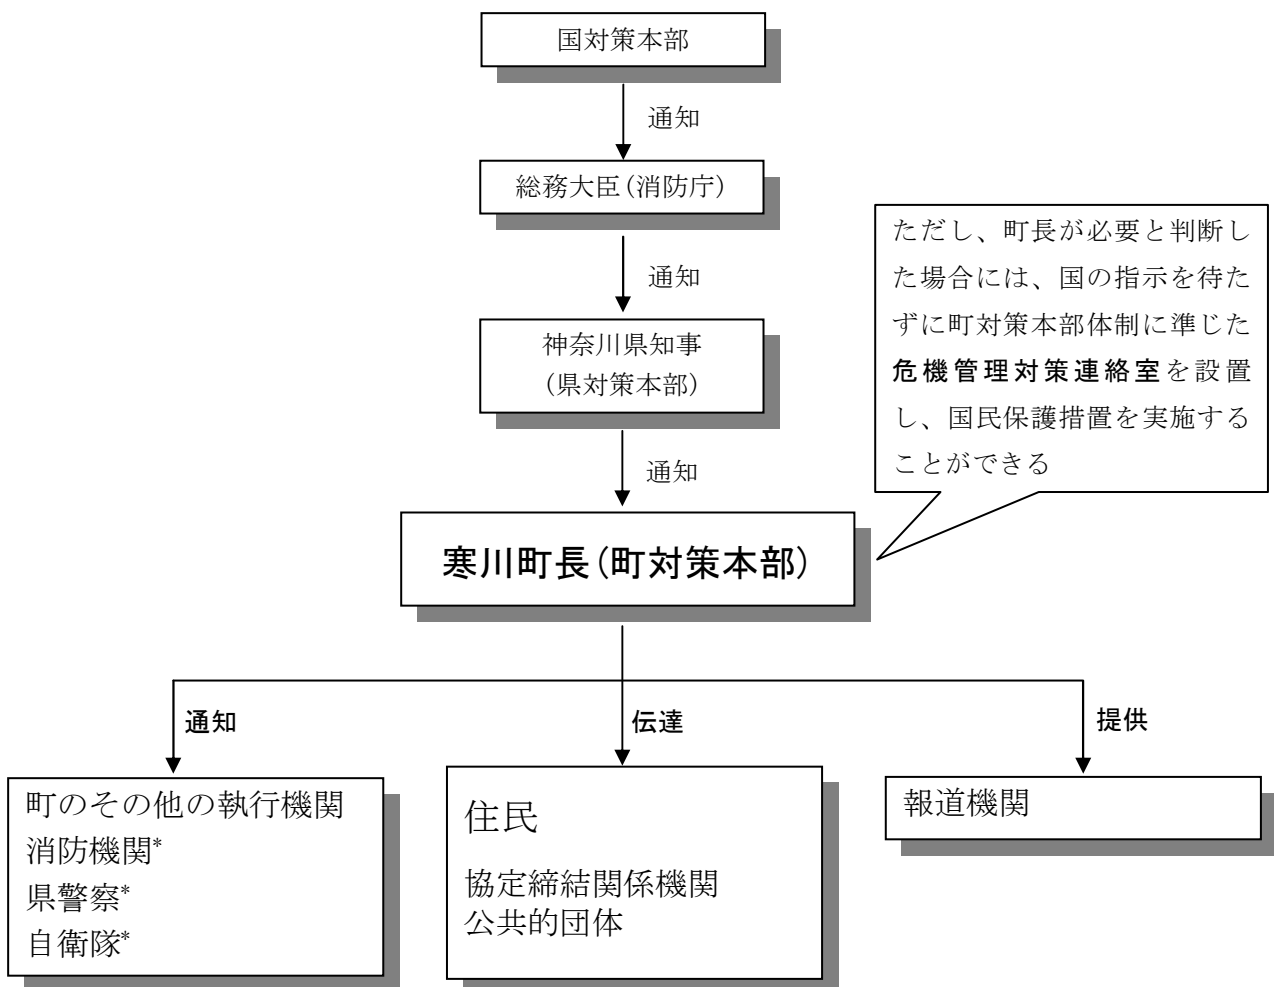 国対策本部
通知
総務大臣(消防庁)
通知
神奈川県知事
(県対策本部)
通知
ただし、町長が必要と判断し
た場合には、国の指示を待た
ずに町対策本部体制に準じた
危機管理対策連絡室を設置
し、国民保護措置を実施する
ことができる
寒川町長(町対策本部)
通知
伝達
提供
町のその他の執行機関
消防機関*
県警察*
自衛隊*
住民
協定締結関係機関
公共的団体
報道機関